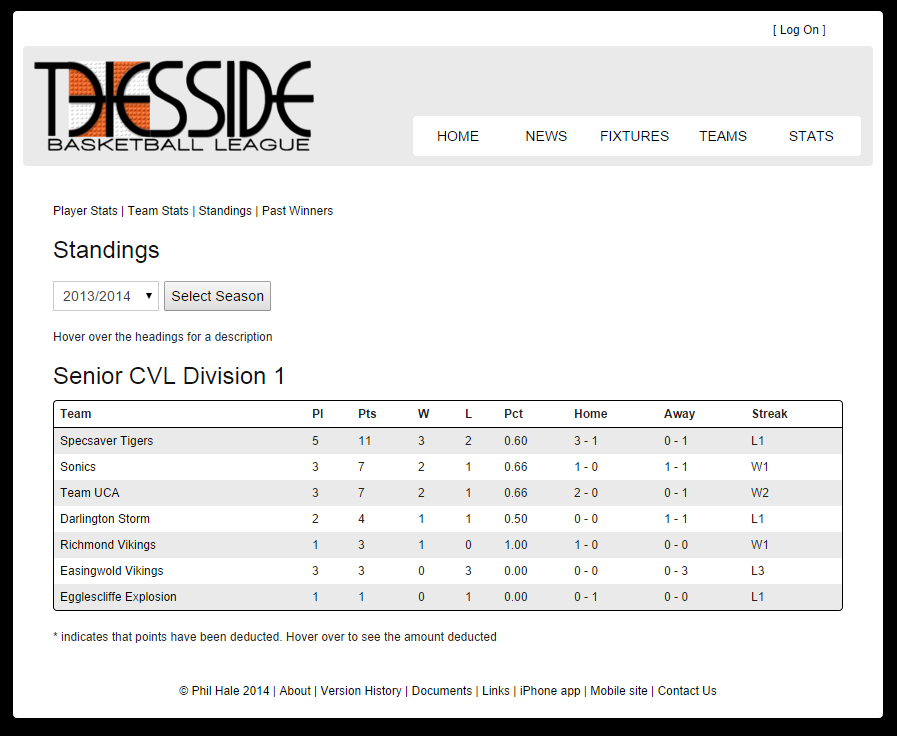 [ Log On ]
TEESSIDE
BASKETBALL LEAGUE
HOME NEWS FIXTURES TEAMS STATS
Player Stats | Team Stats | Standings | Past Winners
Standings
2013/2014 Select Season
Hover over the headings for a description
Senior CVL Division 1
Team Pl Pts W L Pct Home Away Streak
Specsaver Tigers 5 11 3 2 0.60 3 - 1 0 - 1 L1
Sonics 3 7 2 1 0.66 1 - 0 1 - 1 W1
Team UCA 3 7 2 1 0.66 2 - 0 0 - 1 W2
Darlington Storm 2 4 1 1 0.50 0 - 0 1 - 1 L1
Richmond Vikings 1 3 1 0 1.00 1 - 0 0 - 0 W1
Easingwold Vikings 3 3 0 3 0.00 0 - 0 0 - 3 L3
Egglescliffe Explosion 1 1 0 1 0.00 0 - 1 0 - 0 L1
* indicates that points have been deducted. Hover over to see the amount deducted
© Phil Hale 2014 | About | Version History | Documents | Links | iPhone app | Mobile site | Contact Us